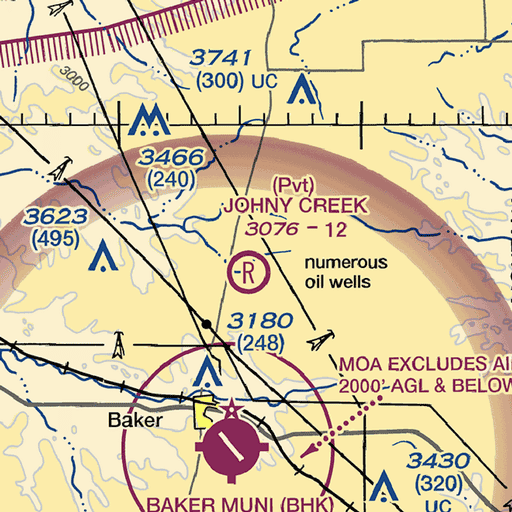 3741
(300) UC
3000
3466
(240)
(Pvt)
JOHNY CREEK
3076 - 12
3623
(495)
R
numerous
oil wells
3180
(248)
MOA EXCLUDES AI
2000 AGL & BELOW
Baker
3430
(320)
UC
BAKER MUNI (BHK)